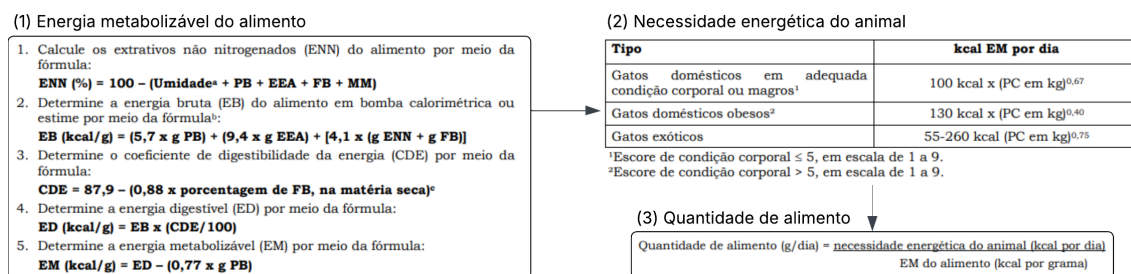 (1) Energia metabolizável do alimento
1. Calcule os extrativos não nitrogenados (ENN) do alimento por meio da
fórmula:
ENN (%) = 100 – (Umidadeᵃ + PB + EEA + FB + MM)
2. Determine a energia bruta (EB) do alimento em bomba calorimétrica ou
estime por meio da fórmulaᵇ:
EB (kcal/g) = (5,7 x g PB) + (9,4 x g EEA) + [4,1 x (g ENN + g FB)]
3. Determine o coeficiente de digestibilidade da energia (CDE) por meio da
fórmula:
CDE = 87,9 – (0,88 x porcentagem de FB, na matéria seca)ᶜ
4. Determine a energia digestível (ED) por meio da fórmula:
ED (kcal/g) = EB x (CDE/100)
5. Determine a energia metabolizável (EM) por meio da fórmula:
EM (kcal/g) = ED – (0,77 x g PB)
(2) Necessidade energética do animal
Tipo kcal EM por dia
Gatos domésticos em adequada
condição corporal ou magros¹ 100 kcal x (PC em kg)⁰,⁶⁷
Gatos domésticos obesos² 130 kcal x (PC em kg)⁰,⁴⁰
Gatos exóticos 55-260 kcal (PC em kg)⁰,⁷⁵
¹Escore de condição corporal ≤ 5, em escala de 1 a 9.
²Escore de condição corporal > 5, em escala de 1 a 9.
(3) Quantidade de alimento
Quantidade de alimento (g/dia) = necessidade energética do animal (kcal por dia)
EM do alimento (kcal por grama)